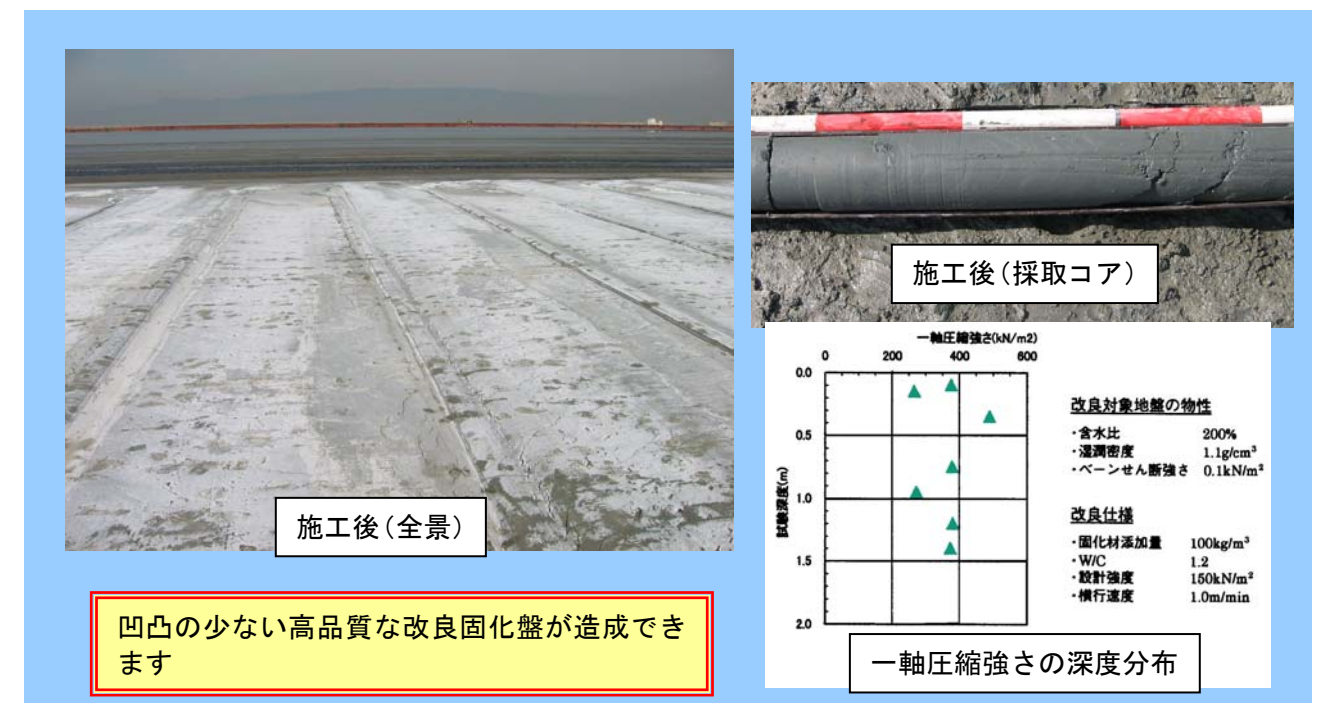 施工後(全景)
凹凸の少ない高品質な改良固化盤が造成でき
ます
施工後(採取コア)
一軸圧縮強さ(kN/m2)
0 200 400 600
0.0
0.5
1.0
1.5
2.0
試験深度(m)
改良対象地盤の物性
・含水比 200%
・湿潤密度 1.1g/cm³
・ベーンせん断強さ 0.1kN/m²
改良仕様
・固化材添加量 100kg/m³
・W/C 1.2
・設計強度 150kN/m²
・横行速度 1.0m/min
一軸圧縮強さの深度分布